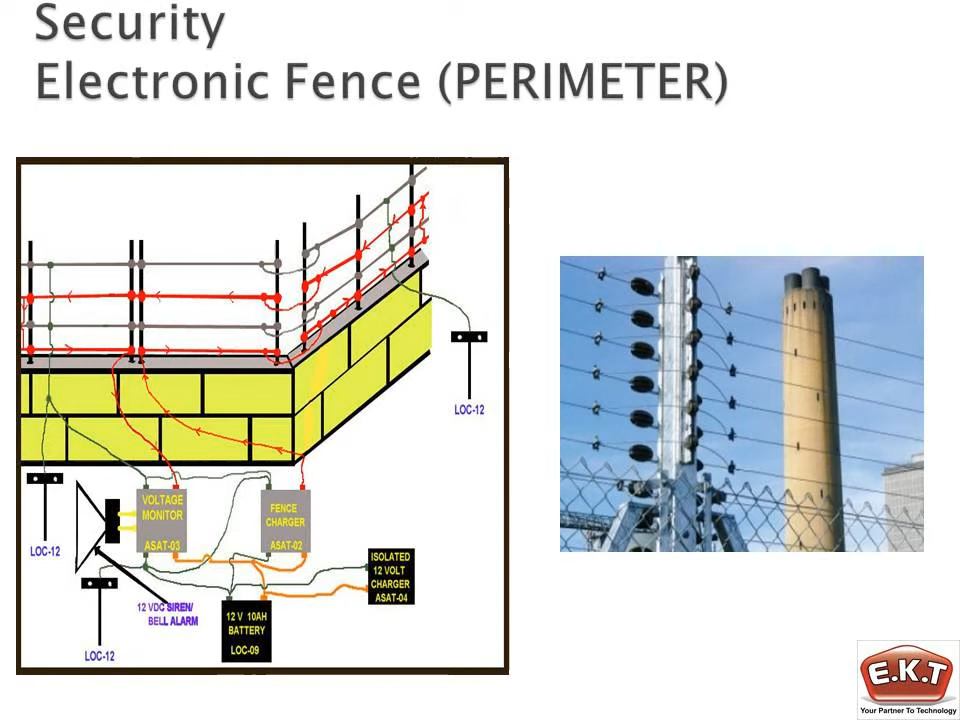 Security
Electronic Fence (PERIMETER)
LOC-12
VOLTAGE
MONITOR
ASAT-03
FENCE
CHARGER
ASAT-02
LOC-12
ISOLATED
12 VOLT
CHARGER
ASAT-04
12 VDC SIREN/
BELL ALARM
12 V 10AH
BATTERY
LOC-09
LOC-12
E.K.T
Your Partner To Technology